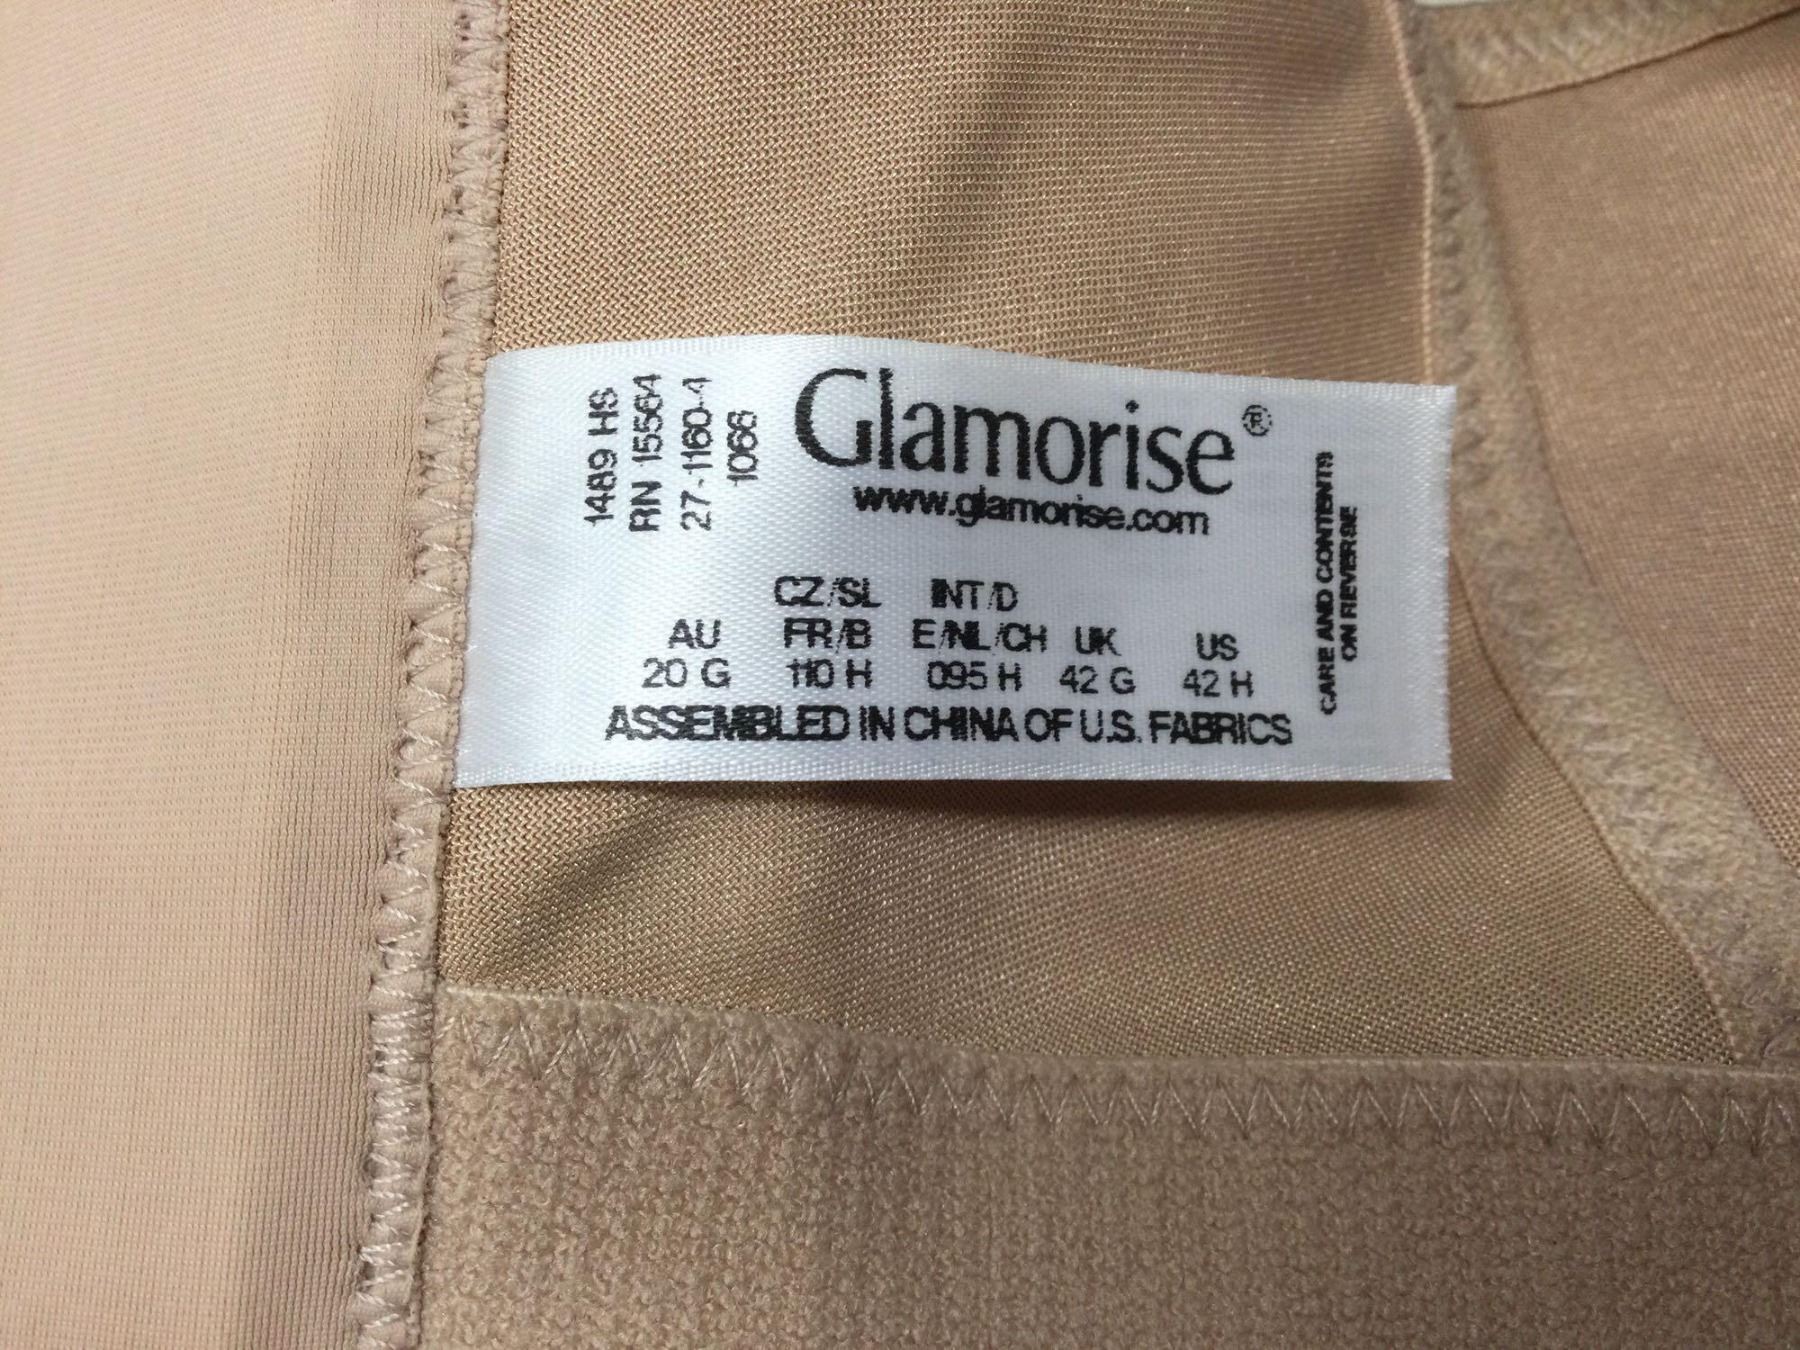 1489 HS
RN 15564
27-1160-4
1066
Glamorise®
www.glamorise.com
CZ/SL INT/D
AU FR/B E/NL/CH UK US
20 G 110 H 095 H 42 G 42 H
ASSEMBLED IN CHINA OF U.S. FABRICS
CARE AND CONTENTS
ON REVERSE